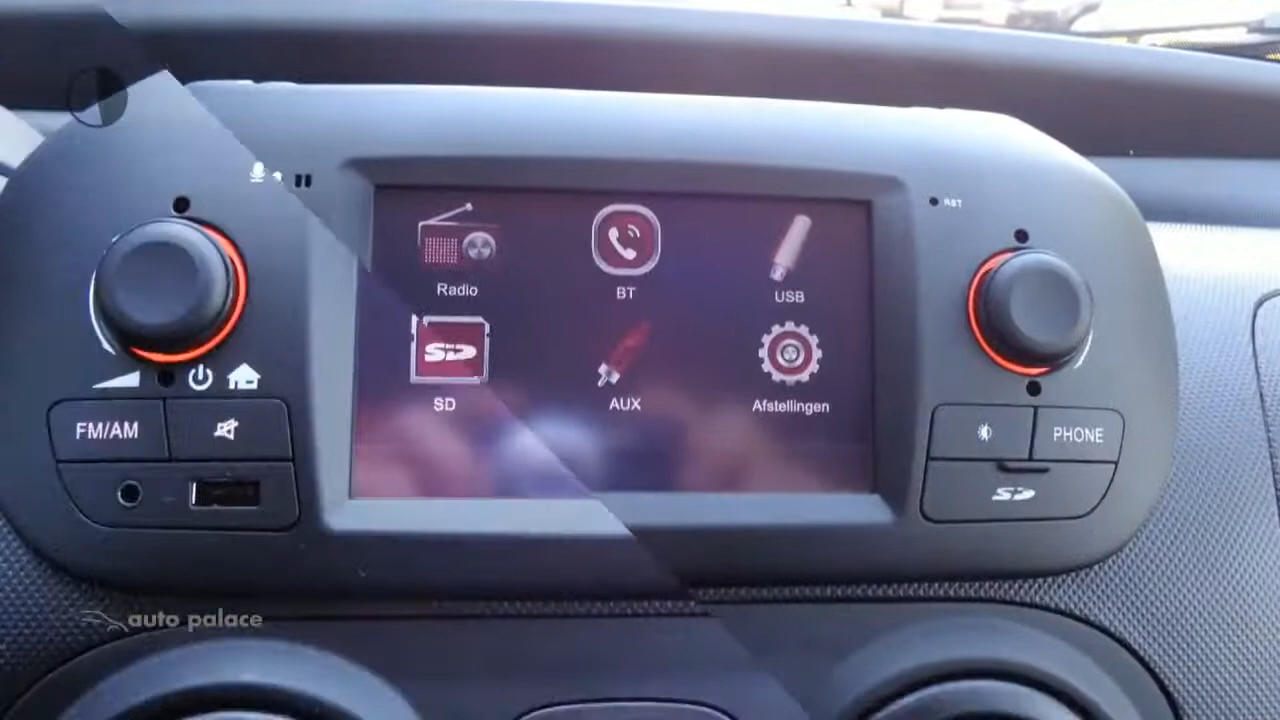 RST
Radio
BT
USB
SD
SD
AUX
Afstellingen
FM/AM
PHONE
SD
auto palace